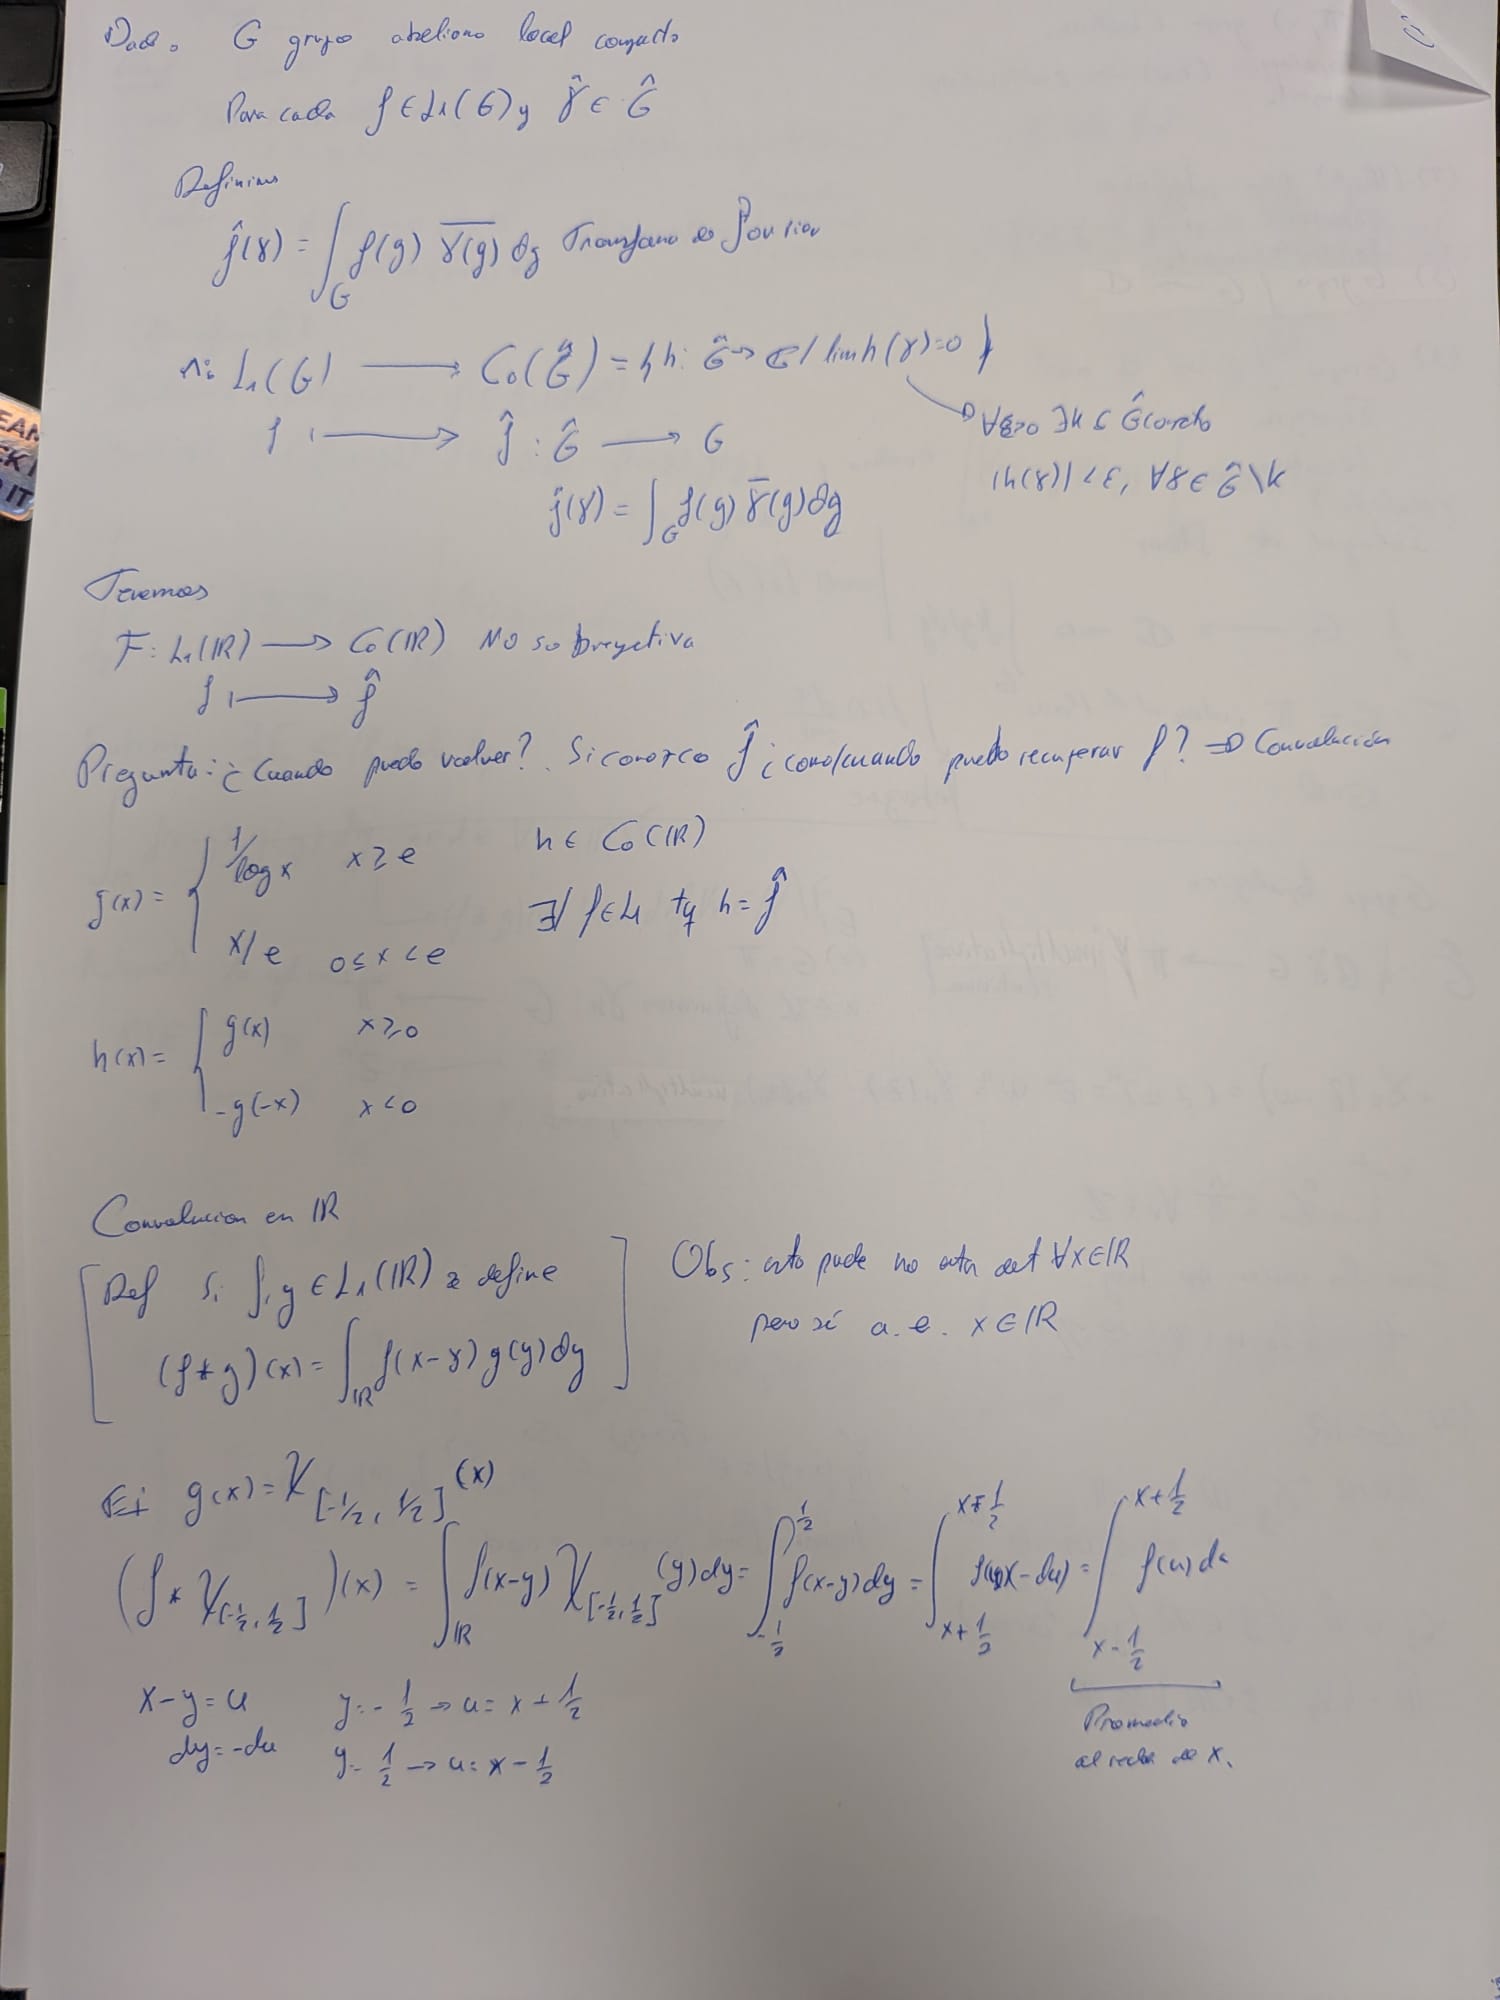 Dado G grupo abeliano local compacto
Para cada f ∈ L₁(G) y γ̂ ∈ Ĝ
Definimos
f̂(γ) = ∫_G f(g) \overline{γ(g)} dg Transformada de Fourier
∧: L₁(G) ⟶ C₀(Ĝ) = { h: Ĝ → ℂ / lim h(γ)=0 }
f ⟼ f̂ : Ĝ ⟶ G
∀ε>0 ∃K ⊆ Ĝ compacto
|h(γ)| < ε, ∀γ ∈ Ĝ\K
f̂(γ) = ∫_G f(g) γ̄(g) dg
Tenemos
F: L₁(ℝ) ⟶ C₀(ℝ) No sobreyectiva
f ⟼ f̂
Pregunta: ¿Cuando puedo volver? Si conozco f̂ ¿como/cuando puedo recuperar f? ⇒ Convolución
g(x) = { 1/log x x ≥ e
x/e 0 ≤ x < e
h ∈ C₀(ℝ)
∄ f ∈ L₁ tq h = f̂
h(x) = { g(x) x ≥ 0
-g(-x) x < 0
Convolucion en ℝ
[ Def Si f, g ∈ L₁(ℝ) se define
(f * g)(x) = ∫_ℝ f(x-y) g(y) dy ]
Obs: esto puede no estar def ∀x ∈ ℝ
pero sí a.e. x ∈ ℝ
Ej g(x) = χ_{[-1/2, 1/2]}(x)
(f * χ_{[-1/2, 1/2]})(x) = ∫_ℝ f(x-y) χ_{[-1/2, 1/2]}(y) dy = ∫_{-1/2}^{1/2} f(x-y) dy = ∫_{x+1/2}^{x-1/2} f(u)(-du) = ∫_{x-1/2}^{x+1/2} f(u) du
x-y = u y = -1/2 → u = x + 1/2
dy = -du y = 1/2 → u = x - 1/2
Promedio
al reded de x.